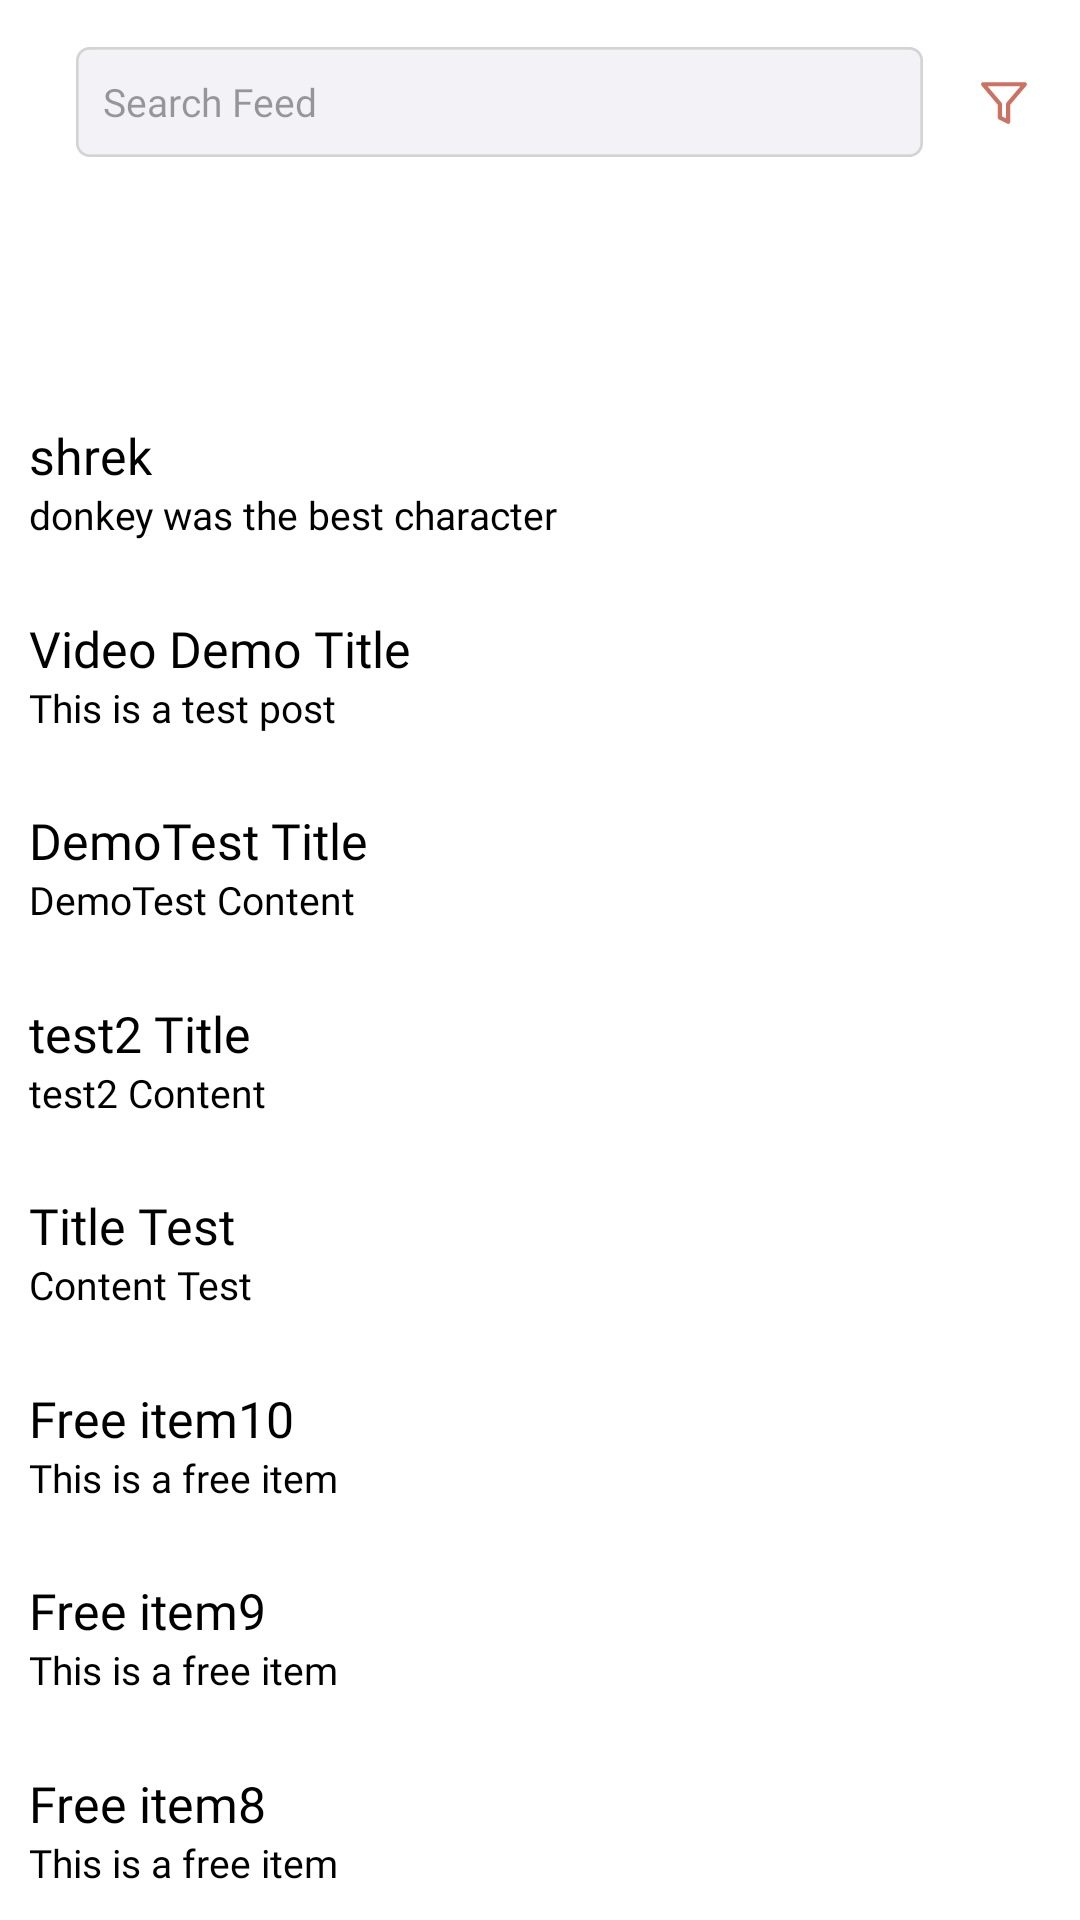 Search Feed
shrek
donkey was the best character
Video Demo Title
This is a test post
DemoTest Title
DemoTest Content
test2 Title
test2 Content
Title Test
Content Test
Free item10
This is a free item
Free item9
This is a free item
Free item8
This is a free item